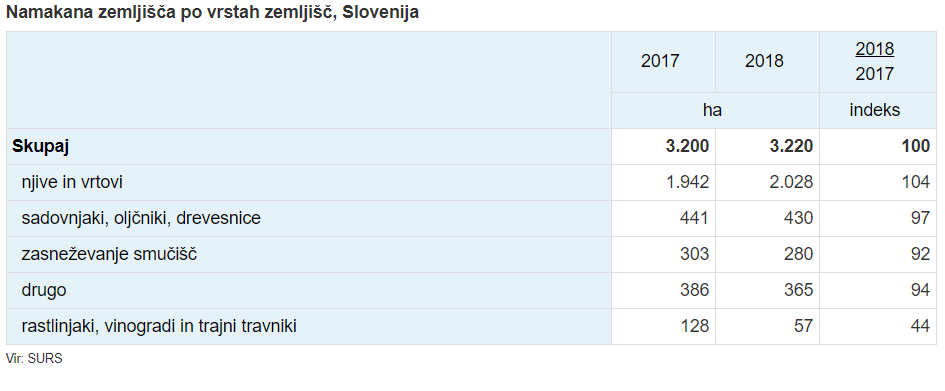 Namakana zemljišča po vrstah zemljišč, Slovenija
2017 2018 2018
2017
ha indeks
Skupaj 3.200 3.220 100
njive in vrtovi 1.942 2.028 104
sadovnjaki, oljčniki, drevesnice 441 430 97
zasneževanje smučišč 303 280 92
drugo 386 365 94
rastlinjaki, vinogradi in trajni travniki 128 57 44
Vir: SURS